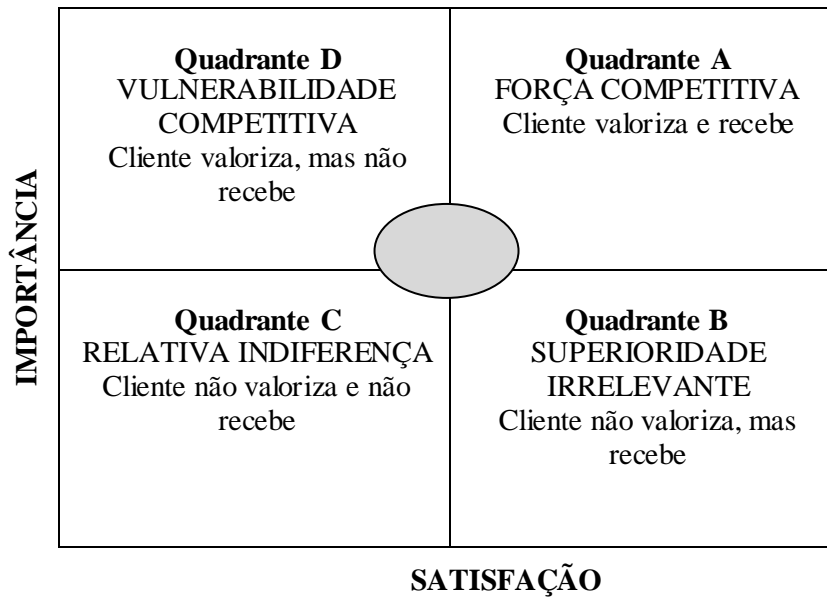 Quadrante D
VULNERABILIDADE
COMPETITIVA
Cliente valoriza, mas não
recebe
Quadrante A
FORÇA COMPETITIVA
Cliente valoriza e recebe
IMPORTÂNCIA
Quadrante C
RELATIVA INDIFERENÇA
Cliente não valoriza e não
recebe
Quadrante B
SUPERIORIDADE
IRRELEVANTE
Cliente não valoriza, mas
recebe
SATISFAÇÃO